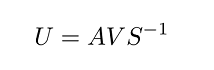 U = AVS⁻¹